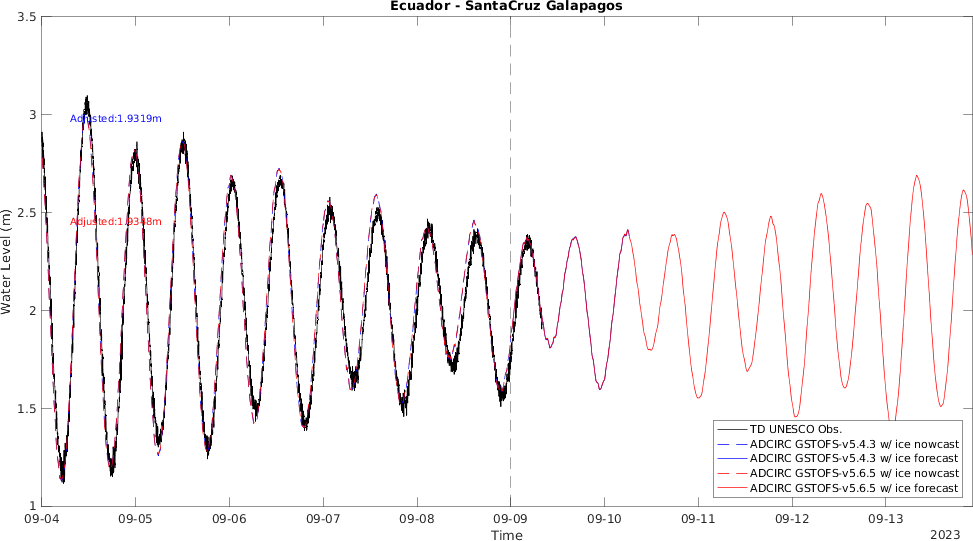 Ecuador - SantaCruz Galapagos
3.5
3
2.5
2
1.5
1
Water Level (m)
Adjusted:1.9319m
Adjusted:1.9348m
TD UNESCO Obs.
ADCIRC GSTOFS-v5.4.3 w/ ice nowcast
ADCIRC GSTOFS-v5.4.3 w/ ice forecast
ADCIRC GSTOFS-v5.6.5 w/ ice nowcast
ADCIRC GSTOFS-v5.6.5 w/ ice forecast
09-04 09-05 09-06 09-07 09-08 09-09 09-10 09-11 09-12 09-13
Time
2023